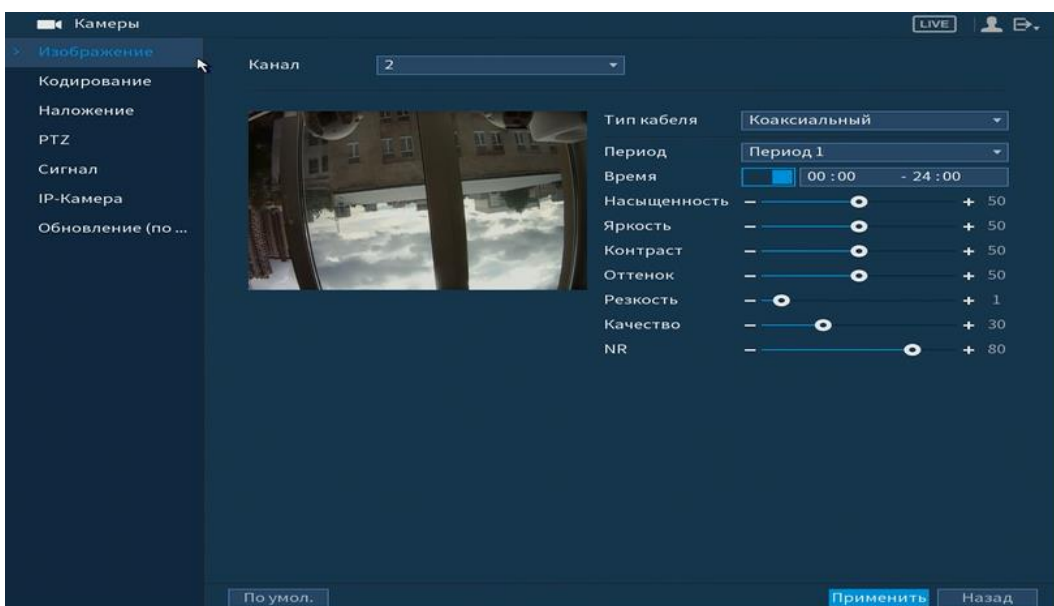 Камеры
LIVE
Изображение
Кодирование
Наложение
PTZ
Сигнал
IP-Камера
Обновление (по ...
Канал 2
Тип кабеля Коаксиальный
Период Период 1
Время 00 : 00 - 24 : 00
Насыщенность 50
Яркость 50
Контраст 50
Оттенок 50
Резкость 1
Качество 30
NR 80
По умол.
Применить
Назад